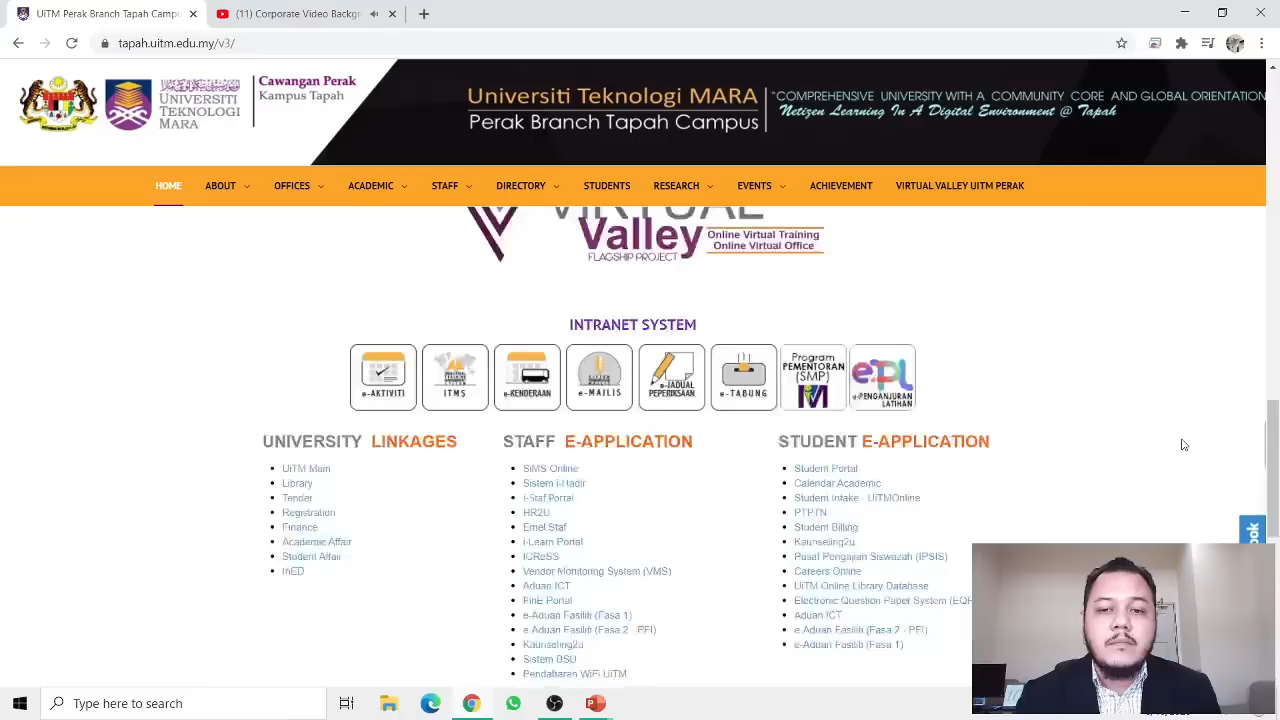 UiTM Perak Branch Tapah Campu
(11) Corporate Video Backgro
tapah.uitm.edu.my/v3/
UNIVERSITI
TEKNOLOGI
MARA
Cawangan Perak
Kampus Tapah
Universiti Teknologi MARA
Perak Branch Tapah Campus
"COMPREHENSIVE UNIVERSITY WITH A COMMUNITY CORE AND GLOBAL ORIENTATION
Netizen Learning In A Digital Environment @ Tapah
HOME ABOUT OFFICES ACADEMIC STAFF DIRECTORY STUDENTS RESEARCH EVENTS ACHIEVEMENT VIRTUAL VALLEY UITM PERAK
VIRTUAL
Valley
FLAGSHIP PROJECT
Online Virtual Training
Online Virtual Office
INTRANET SYSTEM
e-AKTIVITI
ITMS
e-KENDERAAN
e-MAJLIS
e-JADUAL
PEPERIKSAAN
e-TABUNG
Program
PEMENTORAN
(SMP)
ePL
e-PENGANJURAN
LATIHAN
UNIVERSITY LINKAGES
UiTM Main
Library
Tender
Registration
Finance
Academic Affair
Student Affair
InED
STAFF E-APPLICATION
SiMS Online
Sistem i-Hadir
i-Staf Portal
HR2U
Emel Staf
i-Learn Portal
IQReSS
Vendor Monitoring System (VMS)
Aduan ICT
FinE Portal
e-Aduan Fasiliti (Fasa 1)
e-Aduan Fasiliti (Fasa 2 - PFI)
Kaunseling2u
Sistem BSU
Pendaftaran WiFi UiTM
STUDENT E-APPLICATION
Student Portal
Calendar Academic
Student Intake - UiTMOnline
PTPTN
Student Billing
Kaunseling2u
Pusat Pengajian Siswazah (IPSIS)
Careers Online
UiTM Online Library Database
Electronic Question Paper System (EQP
Aduan ICT
e-Aduan Fasiliti (Fasa 2 - PFI)
e-Aduan Fasiliti (Fasa 1)
ook
Type here to search